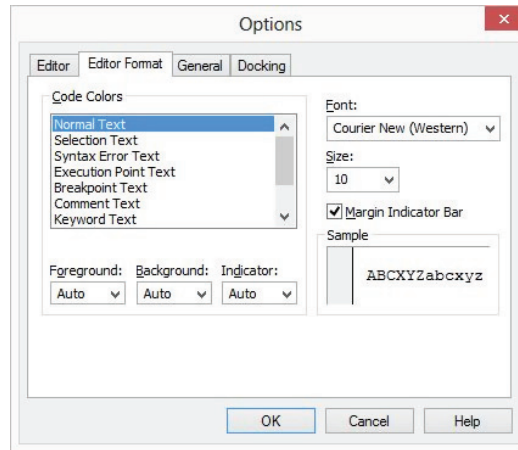 Options
Editor
Editor Format
General
Docking
Code Colors
Normal Text
Selection Text
Syntax Error Text
Execution Point Text
Breakpoint Text
Comment Text
Keyword Text
Foreground:
Background:
Indicator:
Auto
Auto
Auto
Font:
Courier New (Western)
Size:
10
Margin Indicator Bar
Sample
ABCXYZabcxyz
OK
Cancel
Help